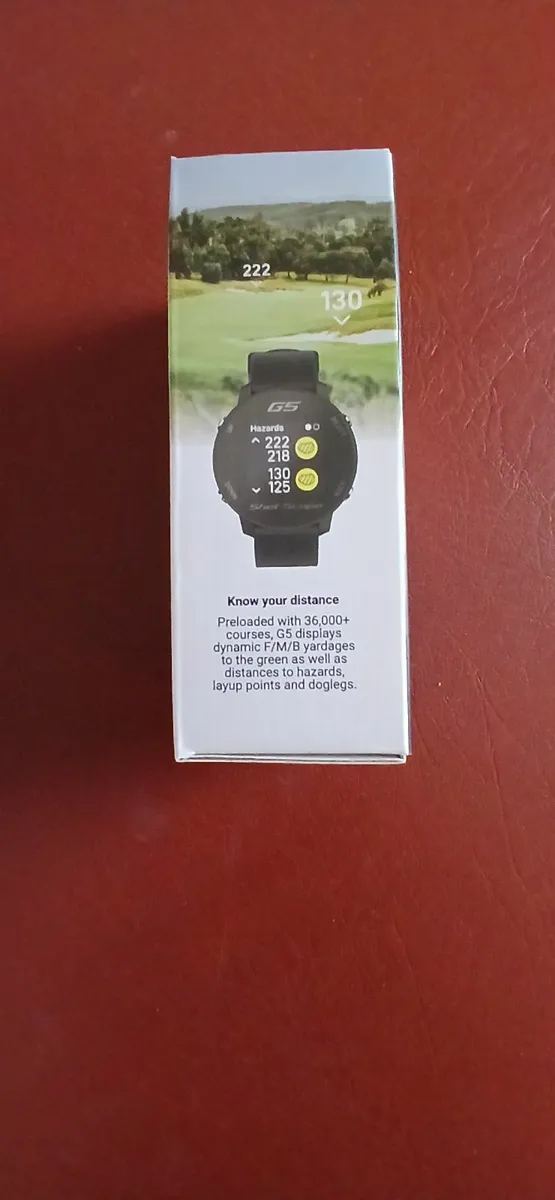 222
130
G5
Hazards
222
218
130
125
Shot Scope
Know your distance
Preloaded with 36,000+
courses, G5 displays
dynamic F/M/B yardages
to the green as well as
distances to hazards,
layup points and doglegs.